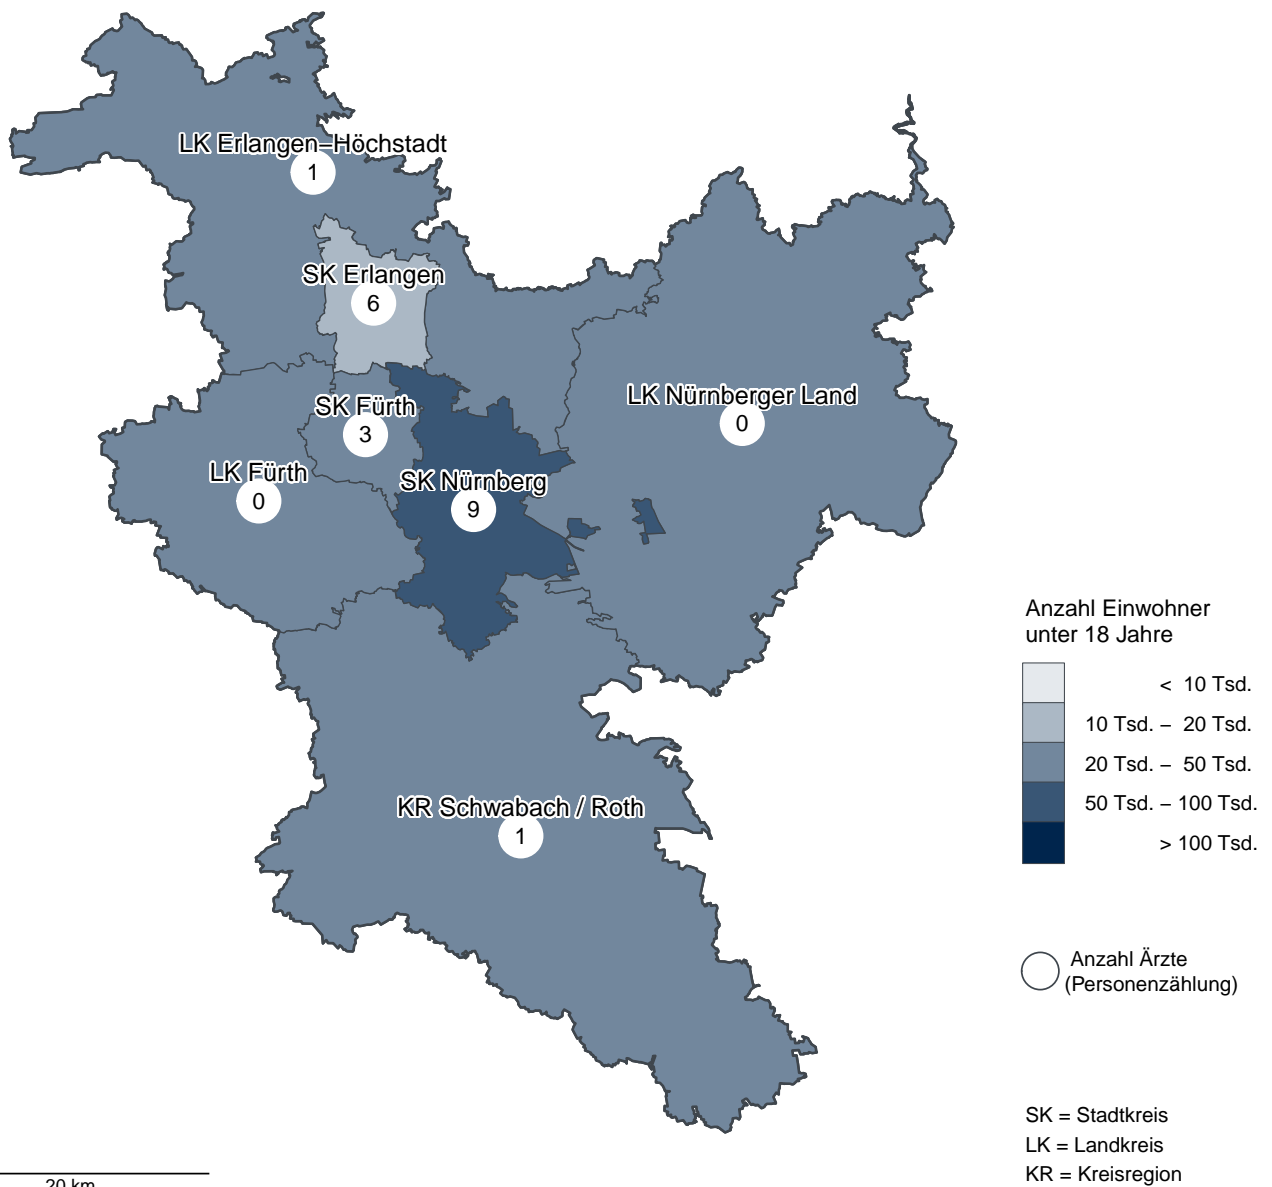 LK Erlangen–Höchstadt
1
SK Erlangen
6
LK Nürnberger Land
0
SK Fürth
3
LK Fürth
0
SK Nürnberg
9
KR Schwabach / Roth
1
Anzahl Einwohner
unter 18 Jahre
< 10 Tsd.
10 Tsd. – 20 Tsd.
20 Tsd. – 50 Tsd.
50 Tsd. – 100 Tsd.
> 100 Tsd.
Anzahl Ärzte
(Personenzählung)
SK = Stadtkreis
LK = Landkreis
KR = Kreisregion
20 km